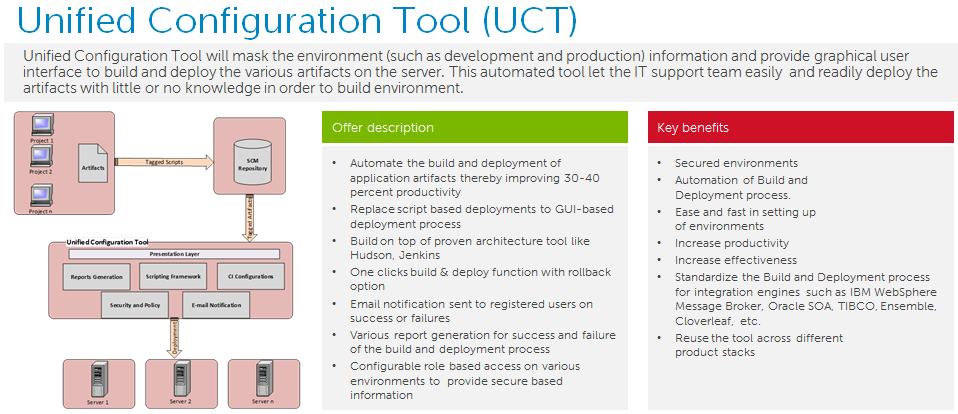 Unified Configuration Tool (UCT)
Unified Configuration Tool will mask the environment (such as development and production) information and provide graphical user
interface to build and deploy the various artifacts on the server. This automated tool let the IT support team easily and readily deploy the
artifacts with little or no knowledge in order to build environment.
Project 1
Project 2
Project n
Artifacts
Tagged Scripts
SCM
Repository
Tagged Artifacts
Unified Configuration Tool
Presentation Layer
Reports Generation
Scripting Framework
CI Configurations
Security and Policy
E-mail Notification
Deployment
Server 1
Server 2
Server n
Offer description
• Automate the build and deployment of
application artifacts thereby improving 30-40
percent productivity
• Replace script based deployments to GUI-based
deployment process
• Build on top of proven architecture tool like
Hudson, Jenkins
• One clicks build & deploy function with rollback
option
• Email notification sent to registered users on
success or failures
• Various report generation for success and failure
of the build and deployment process
• Configurable role based access on various
environments to provide secure based
information
Key benefits
• Secured environments
• Automation of Build and
Deployment process.
• Ease and fast in setting up
of environments
• Increase productivity
• Increase effectiveness
• Standardize the Build and Deployment process
for integration engines such as IBM WebSphere
Message Broker, Oracle SOA, TIBCO, Ensemble,
Cloverleaf, etc.
• Reuse the tool across different
product stacks